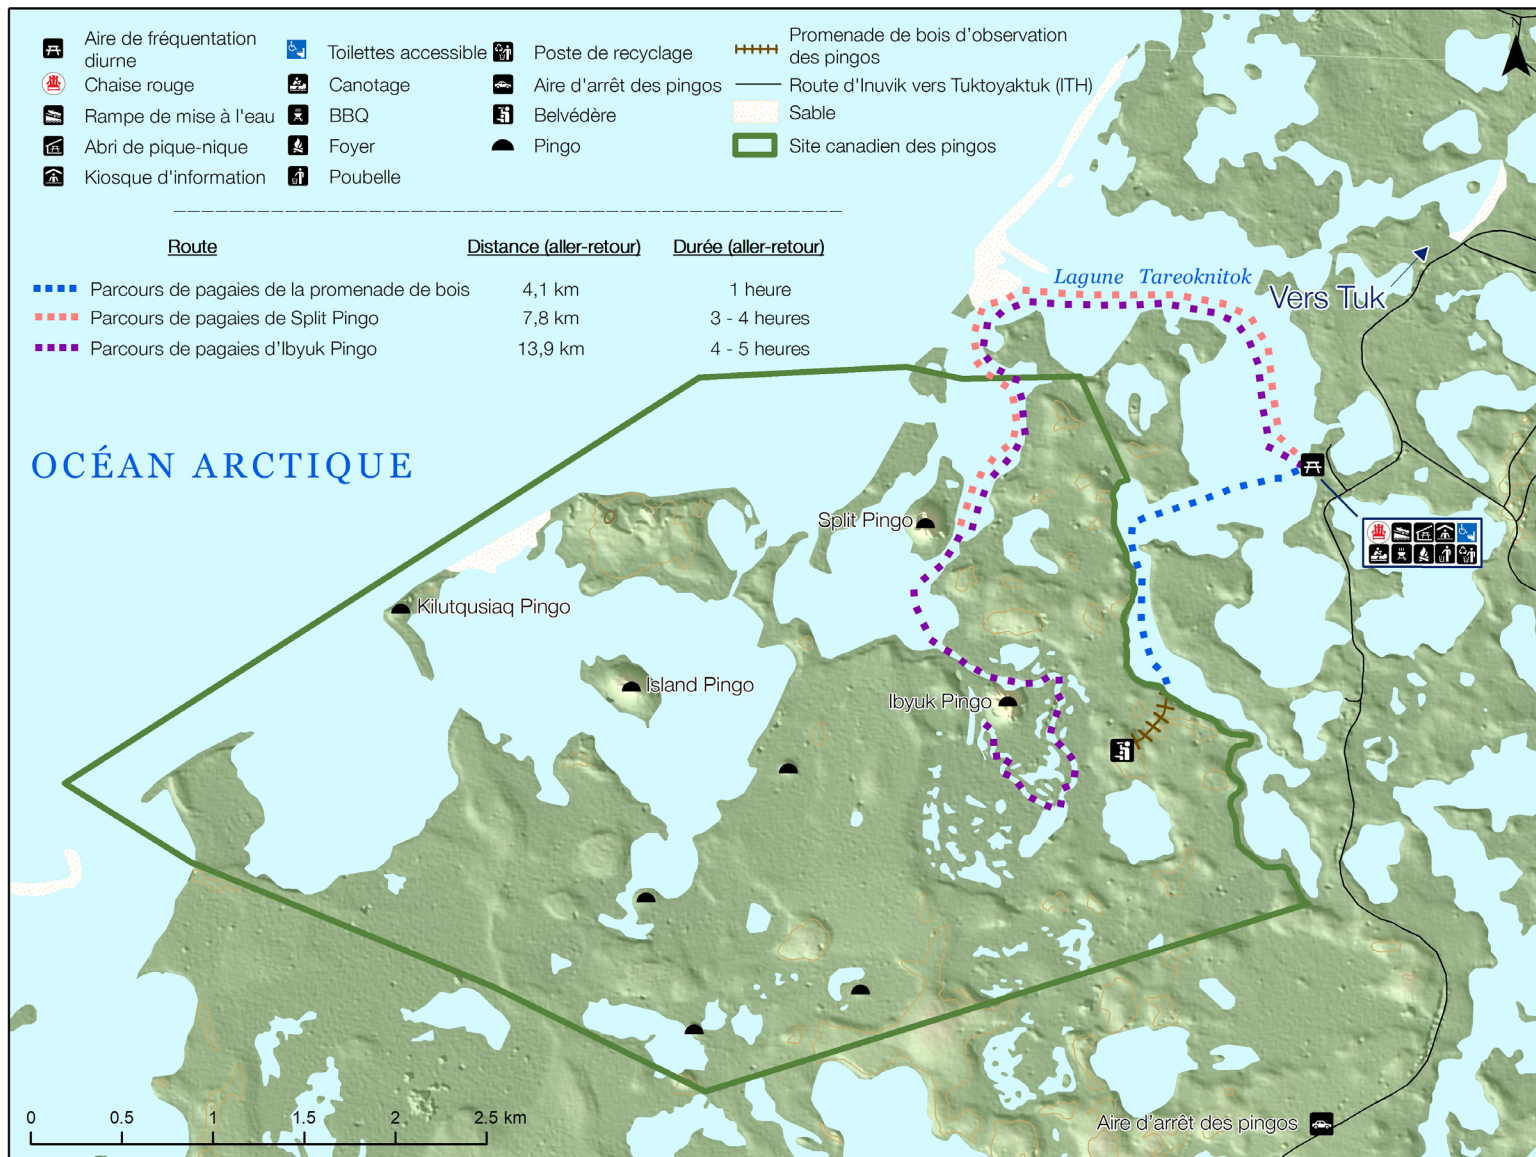 Aire de fréquentation
diurne
Chaise rouge
Rampe de mise à l'eau
Abri de pique-nique
Kiosque d'information
Toilettes accessible
Canotage
BBQ
Foyer
Poubelle
Poste de recyclage
Aire d'arrêt des pingos
Belvédère
Pingo
Promenade de bois d'observation
des pingos
Route d'Inuvik vers Tuktoyaktuk (ITH)
Sable
Site canadien des pingos
N
Route Distance (aller-retour) Durée (aller-retour)
Parcours de pagaies de la promenade de bois 4,1 km 1 heure
Parcours de pagaies de Split Pingo 7,8 km 3 - 4 heures
Parcours de pagaies d'Ibyuk Pingo 13,9 km 4 - 5 heures
Lagune Tareoknitok
Vers Tuk
OCÉAN ARCTIQUE
Split Pingo
Kilutqusiaq Pingo
Island Pingo
Ibyuk Pingo
0 0.5 1 1.5 2 2.5 km
Aire d'arrêt des pingos